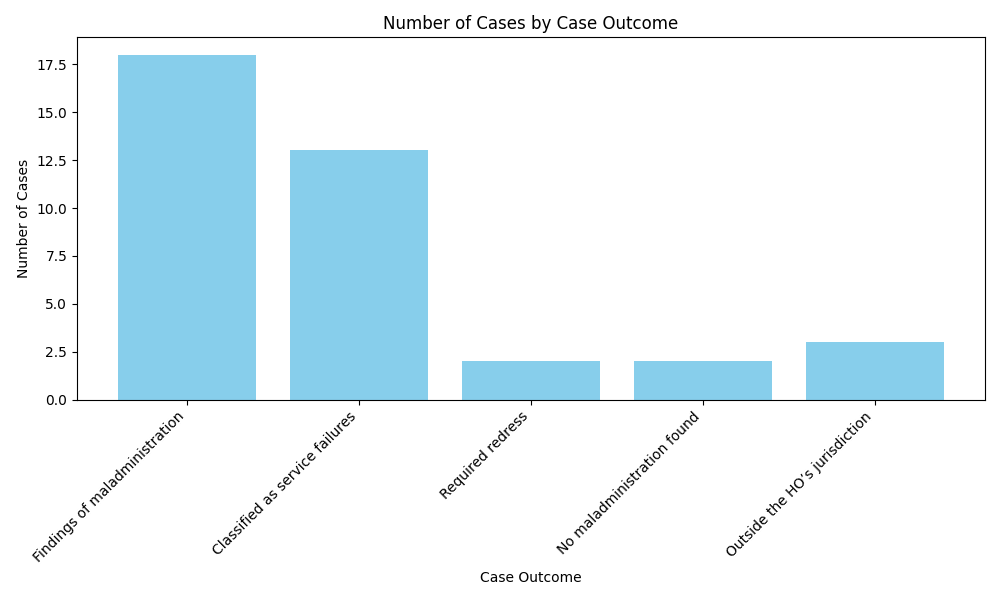 Number of Cases by Case Outcome
Number of Cases
17.5
15.0
12.5
10.0
7.5
5.0
2.5
0.0
Findings of maladministration
Classified as service failures
Required redress
No maladministration found
Outside the HO’s jurisdiction
Case Outcome